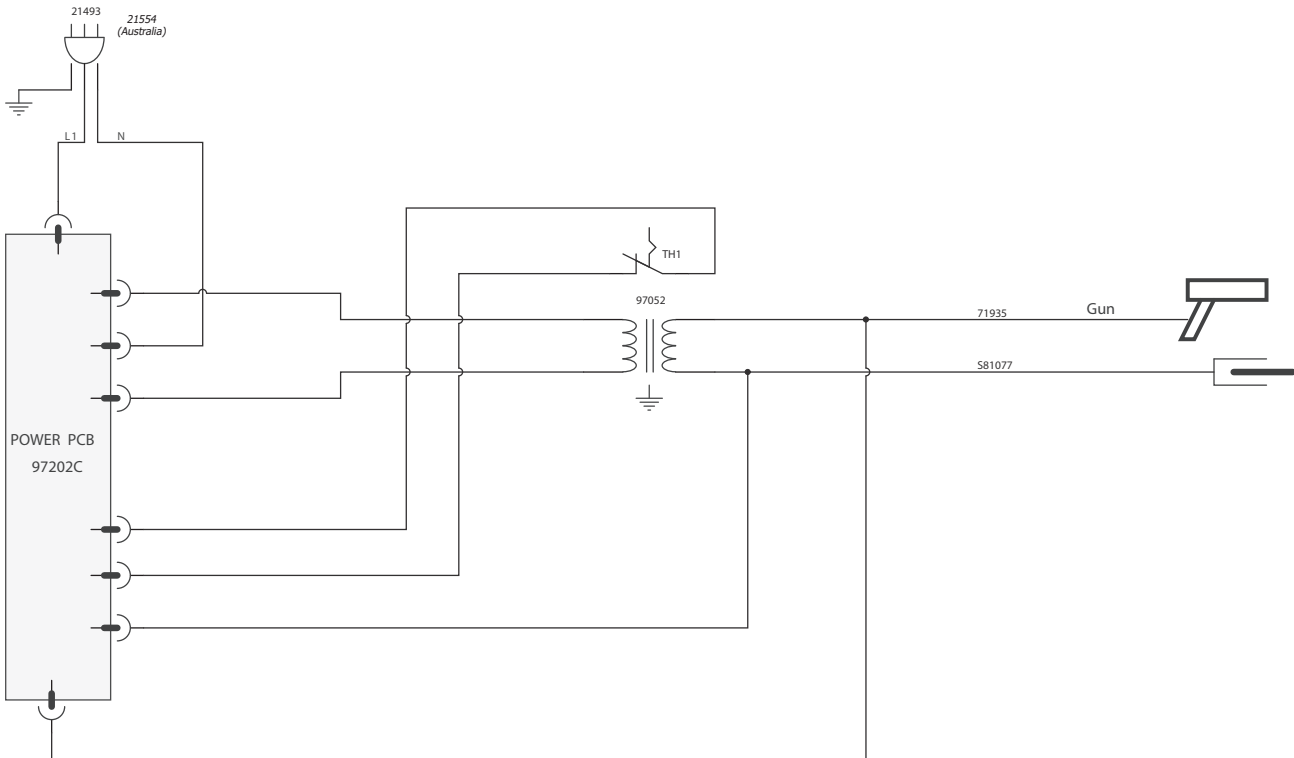 21493
21554
(Australia)
L1
N
TH1
97052
71935
Gun
S81077
POWER PCB
97202C